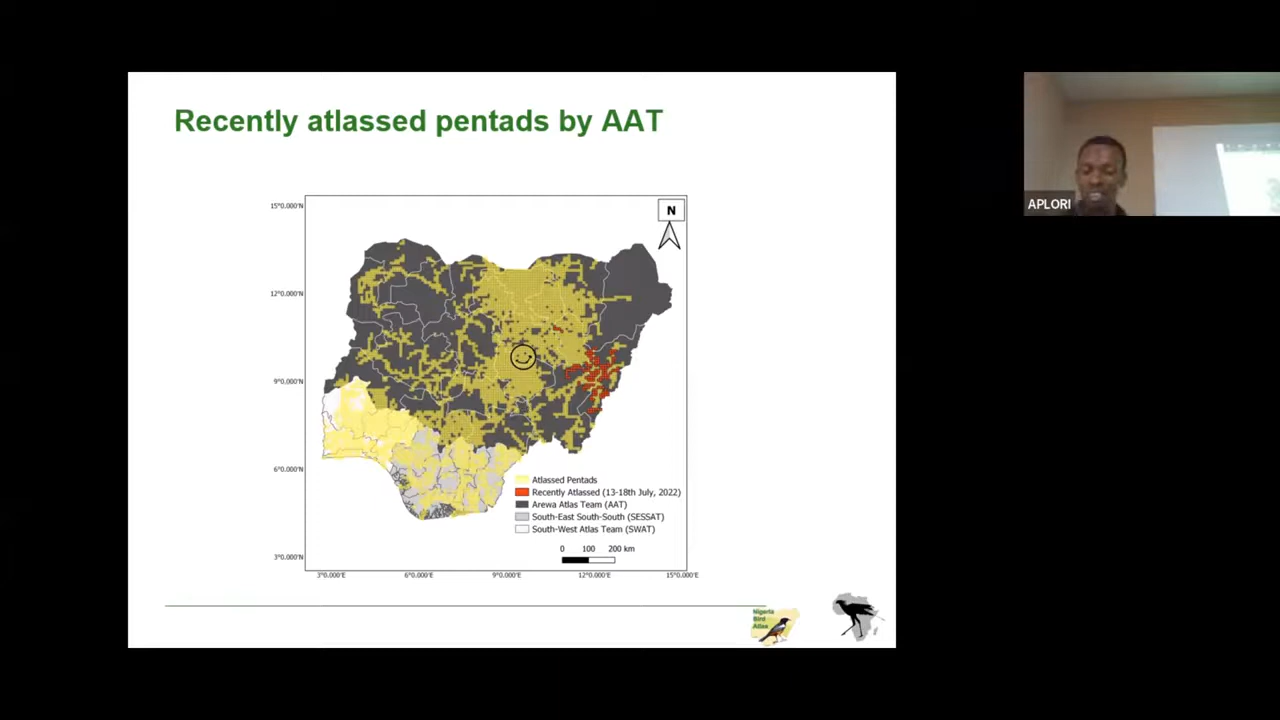 Recently atlassed pentads by AAT
APLORI
N
15°0.000'N
12°0.000'N
9°0.000'N
6°0.000'N
3°0.000'N
Atlassed Pentads
Recently Atlassed (13-18th July, 2022)
Arewa Atlas Team (AAT)
South-East South-South (SESSAT)
South-West Atlas Team (SWAT)
0 100 200 km
3°0.000'E 6°0.000'E 9°0.000'E 12°0.000'E 15°0.000'E
Nigeria
Bird
Atlas